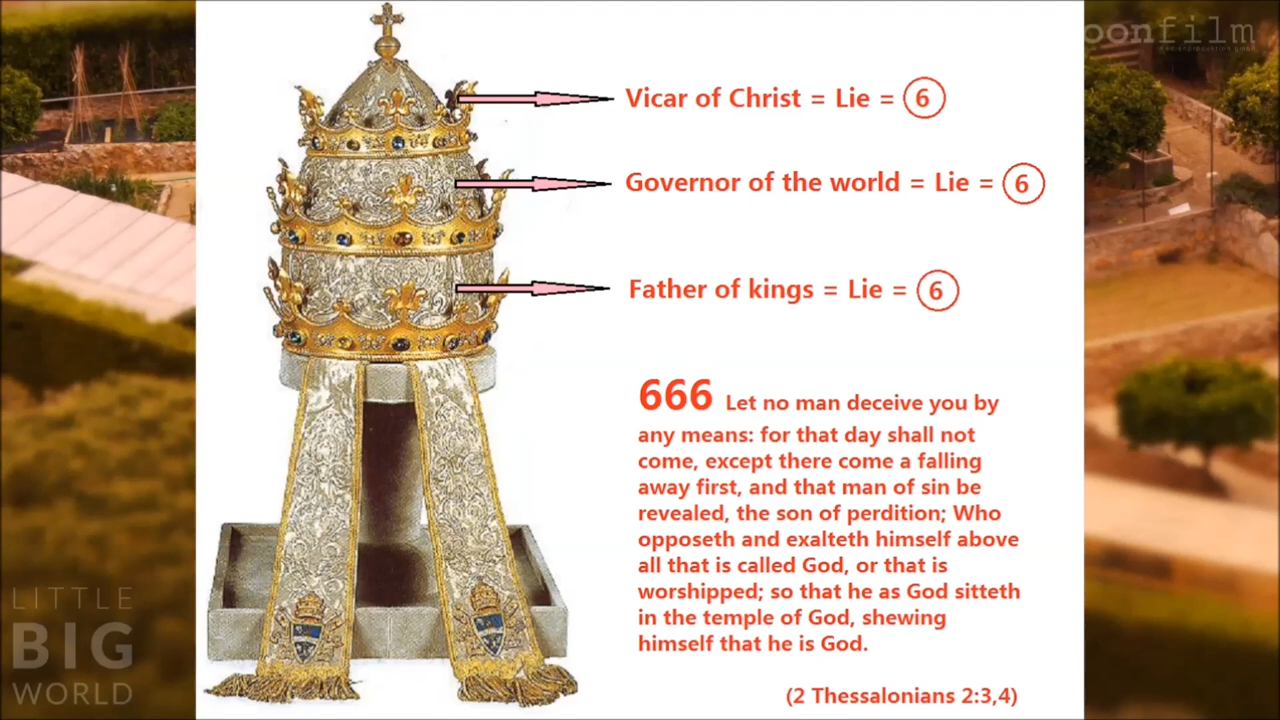 oonfilm
Vicar of Christ = Lie = 6
Governor of the world = Lie = 6
Father of kings = Lie = 6
666 Let no man deceive you by
any means: for that day shall not
come, except there come a falling
away first, and that man of sin be
revealed, the son of perdition; Who
opposeth and exalteth himself above
all that is called God, or that is
worshipped; so that he as God sitteth
in the temple of God, shewing
himself that he is God.
(2 Thessalonians 2:3,4)
LITTLE
BIG
WORLD